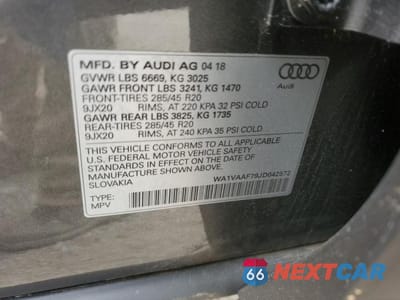 MFD. BY AUDI AG 04 18
GVWR LBS 6669, KG 3025
GAWR FRONT LBS 3241, KG 1470
FRONT-TIRES 285/45 R20
9JX20 RIMS, AT 220 KPA 32 PSI COLD
GAWR REAR LBS 3825, KG 1735
REAR-TIRES 285/45 R20
9JX20 RIMS, AT 240 KPA 35 PSI COLD
THIS VEHICLE CONFORMS TO ALL APPLICABLE
U.S. FEDERAL MOTOR VEHICLE SAFETY
STANDARDS IN EFFECT ON THE DATE OF
MANUFACTURE SHOWN ABOVE.
SLOVAKIA
WA1VAAF79JD042572
TYPE:
MPV
Audi
66 NEXTCAR